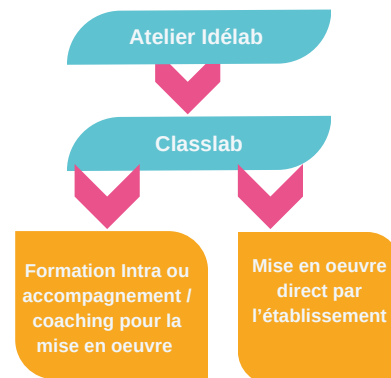 Atelier Idélab
Classlab
Formation Intra ou
accompagnement /
coaching pour la
mise en oeuvre
Mise en oeuvre
direct par
l'établissement